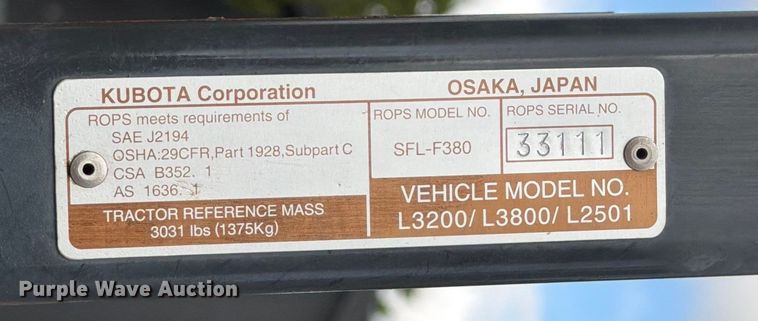 KUBOTA Corporation
OSAKA, JAPAN
ROPS meets requirements of
SAE J2194
OSHA:29CFR,Part 1928,Subpart C
CSA B352. 1
AS 1636. 1
TRACTOR REFERENCE MASS
3031 lbs (1375Kg)
ROPS MODEL NO.
SFL-F380
ROPS SERIAL NO.
33111
VEHICLE MODEL NO.
L3200/ L3800/ L2501
Purple Wave Auction